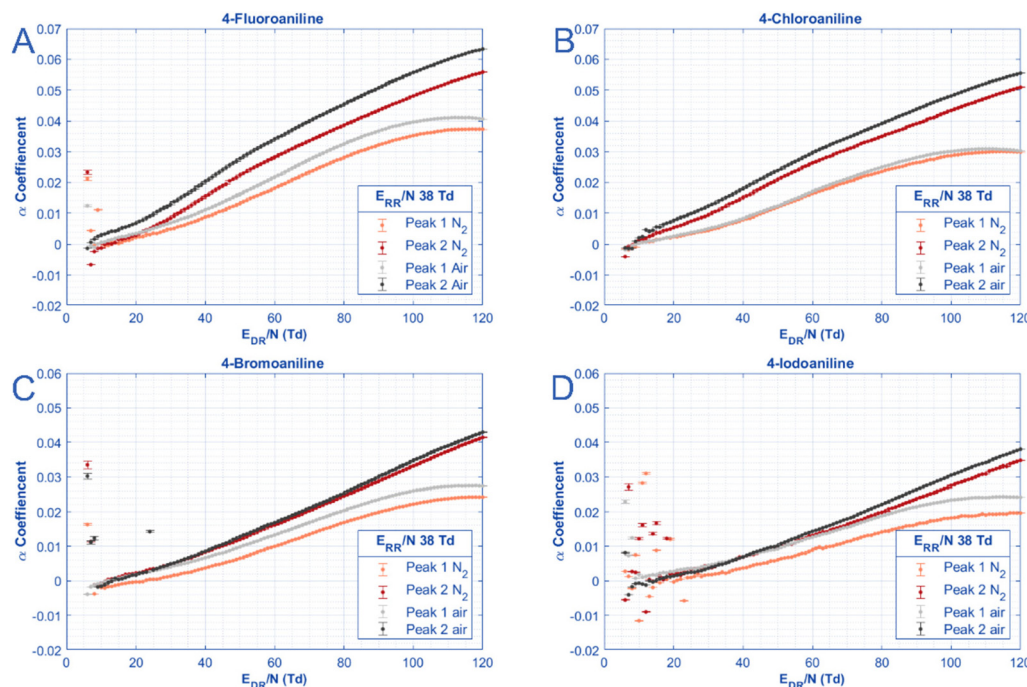 A
4-Fluoroaniline
0.07
0.06
0.05
0.04
0.03
0.02
0.01
0
-0.01
-0.02
α Coeffiencent
0 20 40 60 80 100 120
E_DR/N (Td)
E_RR/N 38 Td
Peak 1 N₂
Peak 2 N₂
Peak 1 Air
Peak 2 Air
B
4-Chloroaniline
0.07
0.06
0.05
0.04
0.03
0.02
0.01
0
-0.01
-0.02
α Coeffiencent
0 20 40 60 80 100 120
E_DR/N (Td)
E_RR/N 38 Td
Peak 1 N₂
Peak 2 N₂
Peak 1 air
Peak 2 air
C
4-Bromoaniline
0.06
0.05
0.04
0.03
0.02
0.01
0
-0.01
-0.02
α Coeffiencent
0 20 40 60 80 100 120
E_DR/N (Td)
E_RR/N 38 Td
Peak 1 N₂
Peak 2 N₂
Peak 1 air
Peak 2 air
D
4-Iodoaniline
0.06
0.05
0.04
0.03
0.02
0.01
0
-0.01
-0.02
α Coeffiencent
0 20 40 60 80 100 120
E_DR/N (Td)
E_RR/N 38 Td
Peak 1 N₂
Peak 2 N₂
Peak 1 air
Peak 2 air